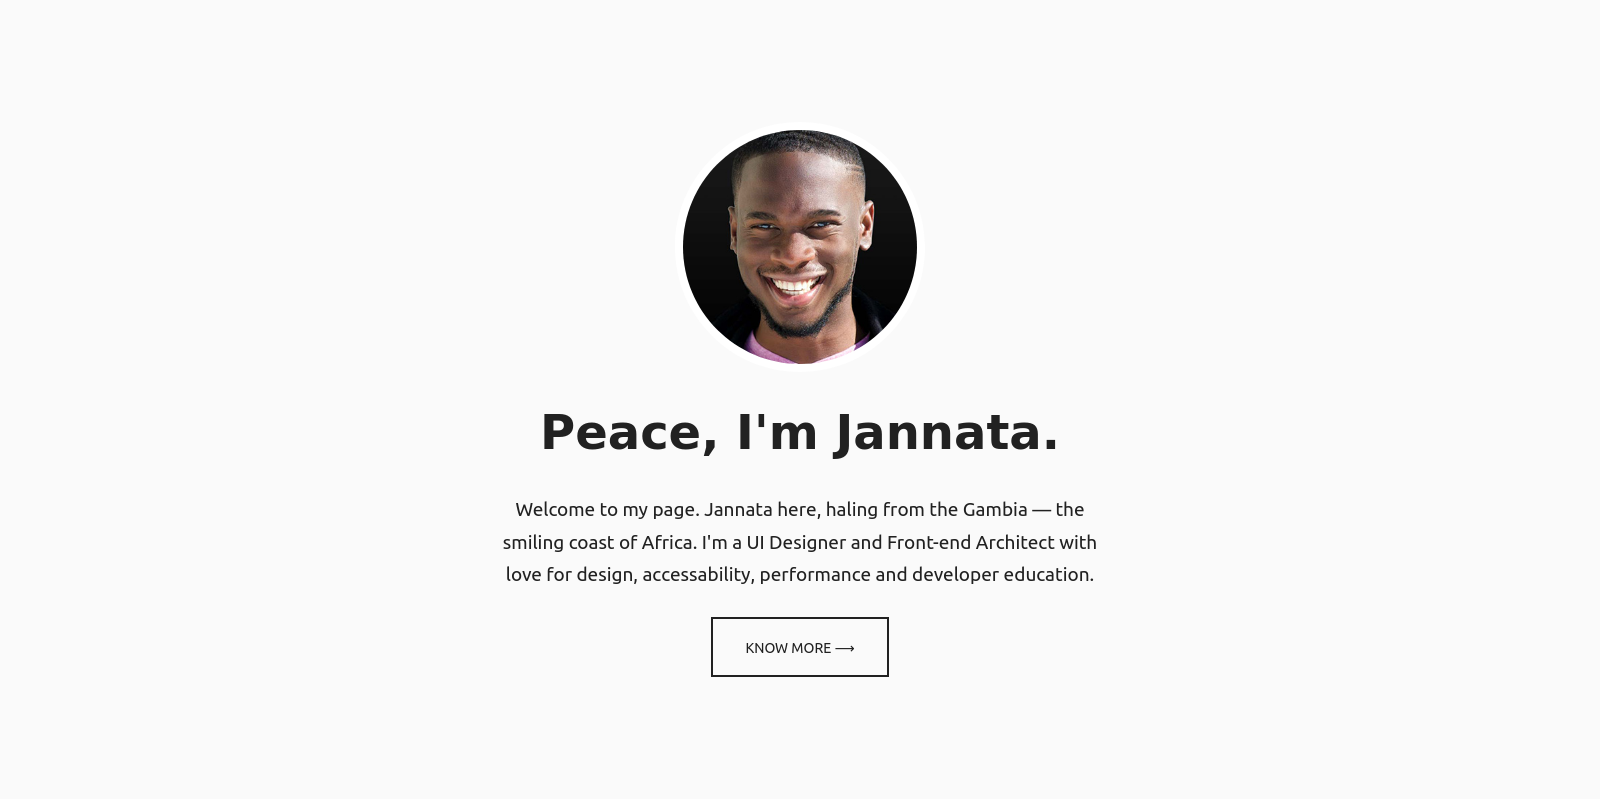 Peace, I'm Jannata.
Welcome to my page. Jannata here, haling from the Gambia — the
smiling coast of Africa. I'm a UI Designer and Front-end Architect with
love for design, accessability, performance and developer education.
KNOW MORE ⟶